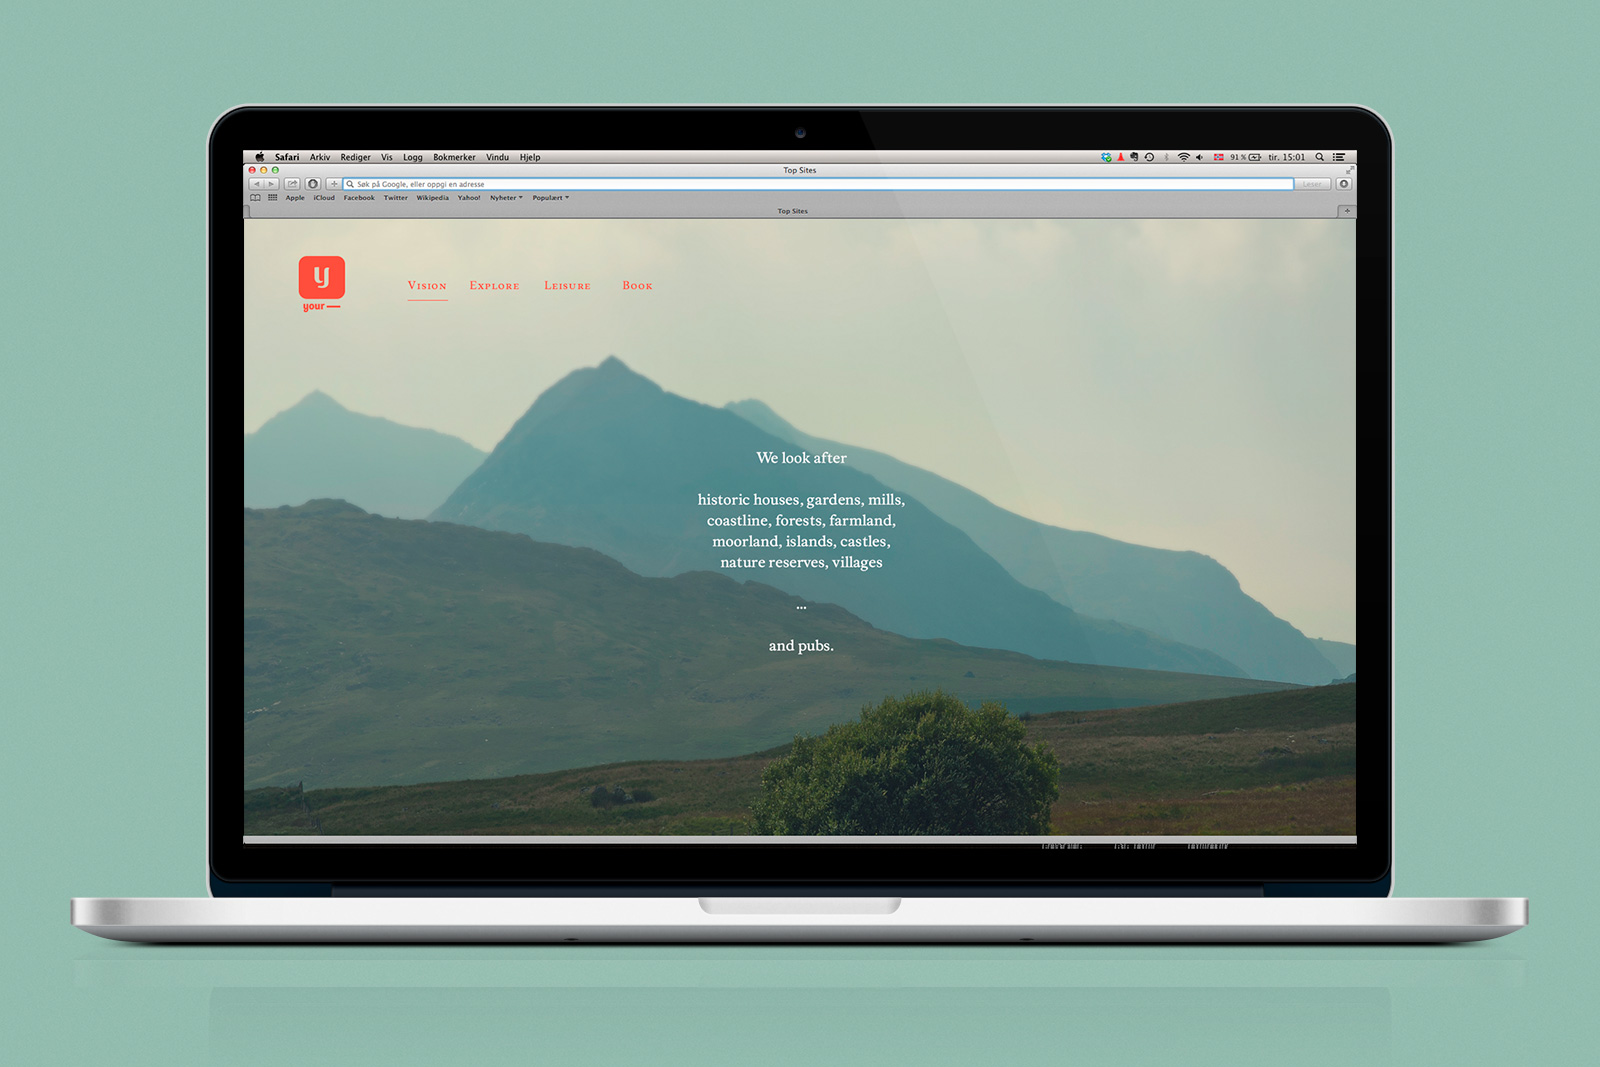 Safari Arkiv Rediger Vis Logg Bokmerker Vindu Hjelp 91 % tir. 15:01
Top Sites
Søk på Google, eller oppgi en adresse Leser
Apple iCloud Facebook Twitter Wikipedia Yahoo! Nyheter Populært
Top Sites
y
your
Vision Explore Leisure Book
We look after
historic houses, gardens, mills,
coastline, forests, farmland,
moorland, islands, castles,
nature reserves, villages
...
and pubs.